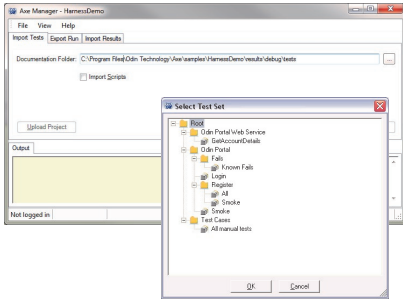 Axe Manager - HarnessDemo
File View Help
Import Tests Export Run Import Results
Documentation Folder: C:\Program Files\Odin Technology\Axe\samples\HarnessDemo\results\debug\tests ...
Import Scripts
Upload Project
Output
Not logged in
Select Test Set
Root
Odin Portal Web Service
GetAccountDetails
Odin Portal
Fails
Known Fails
Login
Register
All
Smoke
Smoke
Test Cases
All manual tests
OK Cancel